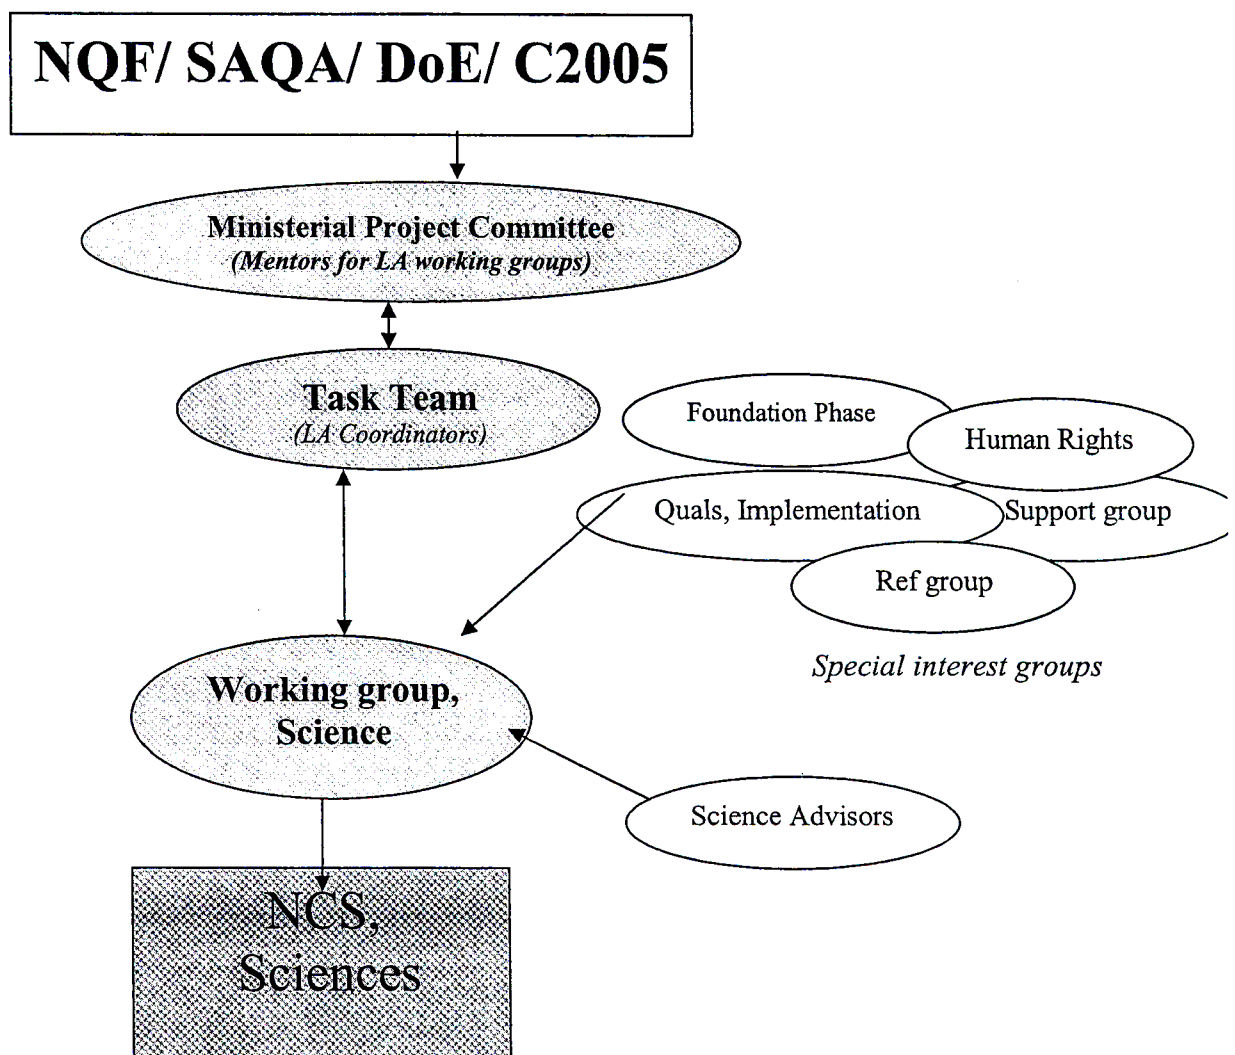 NQF/ SAQA/ DoE/ C2005
Ministerial Project Committee
(Mentors for LA working groups)
Task Team
(LA Coordinators)
Foundation Phase
Human Rights
Quals, Implementation
Support group
Ref group
Special interest groups
Working group,
Science
Science Advisors
NCS,
Sciences